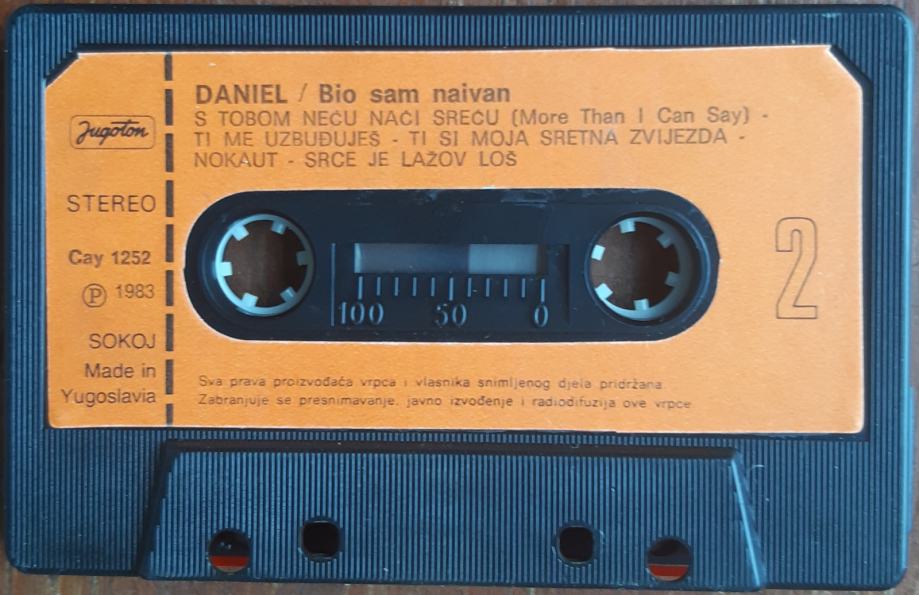 DANIEL / Bio sam naivan
S TOBOM NEĆU NAĆI SREĆU (More Than I Can Say) -
TI ME UZBUĐUJEŠ - TI SI MOJA SRETNA ZVIJEZDA -
NOKAUT - SRCE JE LAŽOV LOŠ
Jugoton
STEREO
Cay 1252
Ⓟ 1983
SOKOJ
Made in
Yugoslavia
2
100 50 0
Sva prava proizvođača vrpca i vlasnika snimljenog djela pridržana.
Zabranjuje se presnimavanje, javno izvođenje i radiodifuzija ove vrpce